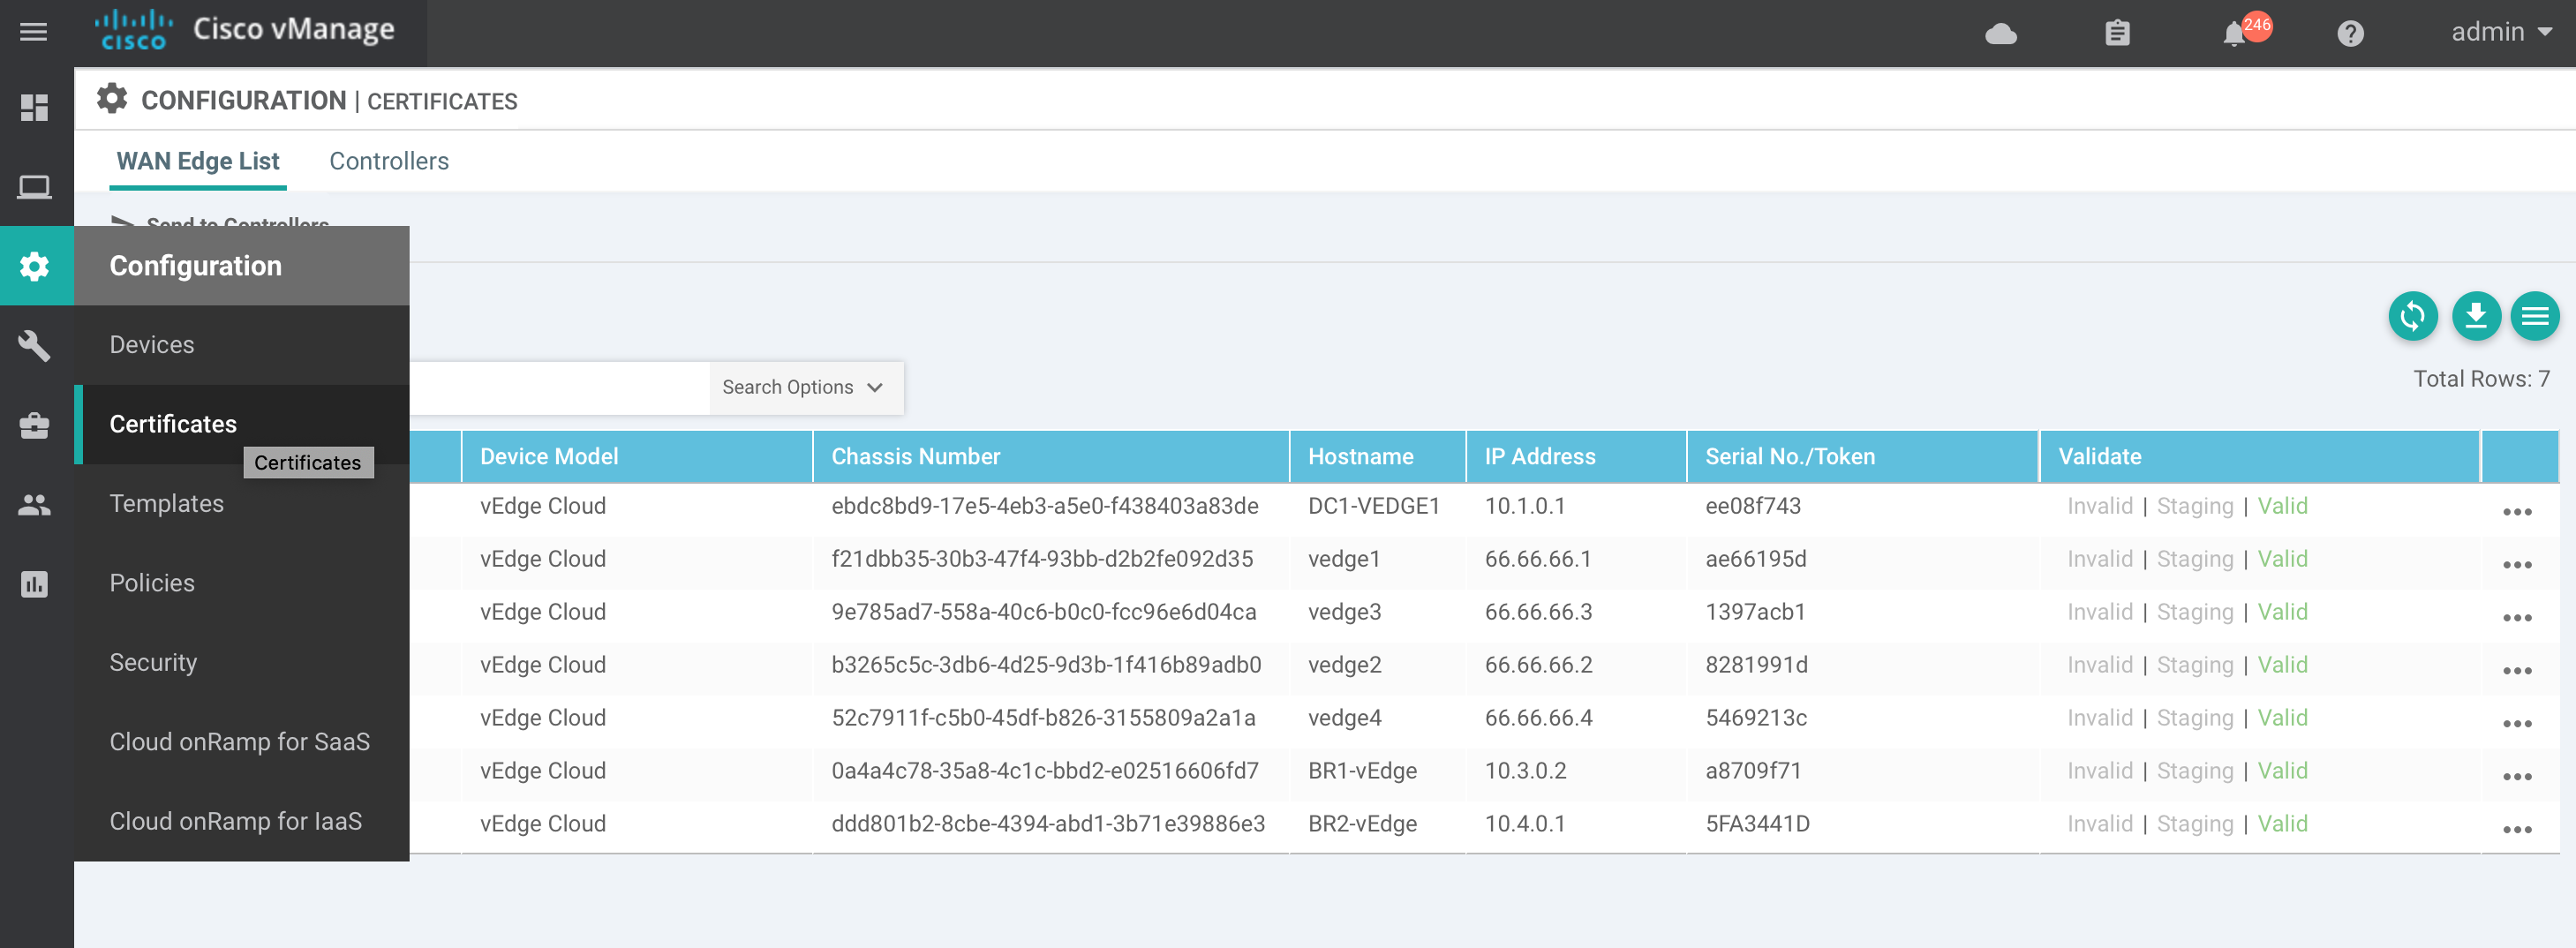 cisco Cisco vManage 246 admin
CONFIGURATION | CERTIFICATES
WAN Edge List Controllers
Send to Controllers
Configuration
Devices
Certificates
Certificates
Templates
Policies
Security
Cloud onRamp for SaaS
Cloud onRamp for IaaS
Search Options
Total Rows: 7
Device Model Chassis Number Hostname IP Address Serial No./Token Validate
vEdge Cloud ebdc8bd9-17e5-4eb3-a5e0-f438403a83de DC1-VEDGE1 10.1.0.1 ee08f743 Invalid | Staging | Valid
vEdge Cloud f21dbb35-30b3-47f4-93bb-d2b2fe092d35 vedge1 66.66.66.1 ae66195d Invalid | Staging | Valid
vEdge Cloud 9e785ad7-558a-40c6-b0c0-fcc96e6d04ca vedge3 66.66.66.3 1397acb1 Invalid | Staging | Valid
vEdge Cloud b3265c5c-3db6-4d25-9d3b-1f416b89adb0 vedge2 66.66.66.2 8281991d Invalid | Staging | Valid
vEdge Cloud 52c7911f-c5b0-45df-b826-3155809a2a1a vedge4 66.66.66.4 5469213c Invalid | Staging | Valid
vEdge Cloud 0a4a4c78-35a8-4c1c-bbd2-e02516606fd7 BR1-vEdge 10.3.0.2 a8709f71 Invalid | Staging | Valid
vEdge Cloud ddd801b2-8cbe-4394-abd1-3b71e39886e3 BR2-vEdge 10.4.0.1 5FA3441D Invalid | Staging | Valid